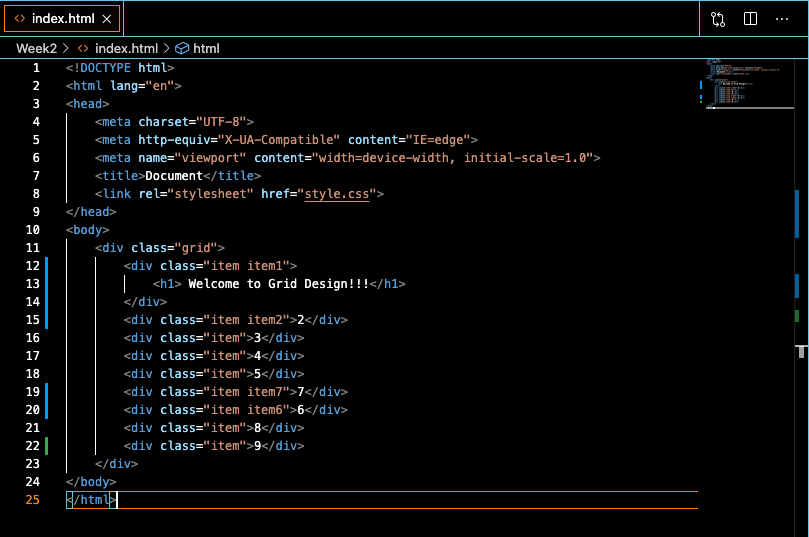 index.html
Week2 > index.html > html
1 <!DOCTYPE html>
2 <html lang="en">
3 <head>
4     <meta charset="UTF-8">
5     <meta http-equiv="X-UA-Compatible" content="IE=edge">
6     <meta name="viewport" content="width=device-width, initial-scale=1.0">
7     <title>Document</title>
8     <link rel="stylesheet" href="style.css">
9 </head>
10 <body>
11     <div class="grid">
12         <div class="item item1">
13             <h1> Welcome to Grid Design!!!</h1>
14         </div>
15         <div class="item item2">2</div>
16         <div class="item">3</div>
17         <div class="item">4</div>
18         <div class="item">5</div>
19         <div class="item item7">7</div>
20         <div class="item item6">6</div>
21         <div class="item">8</div>
22         <div class="item">9</div>
23     </div>
24 </body>
25 </html>